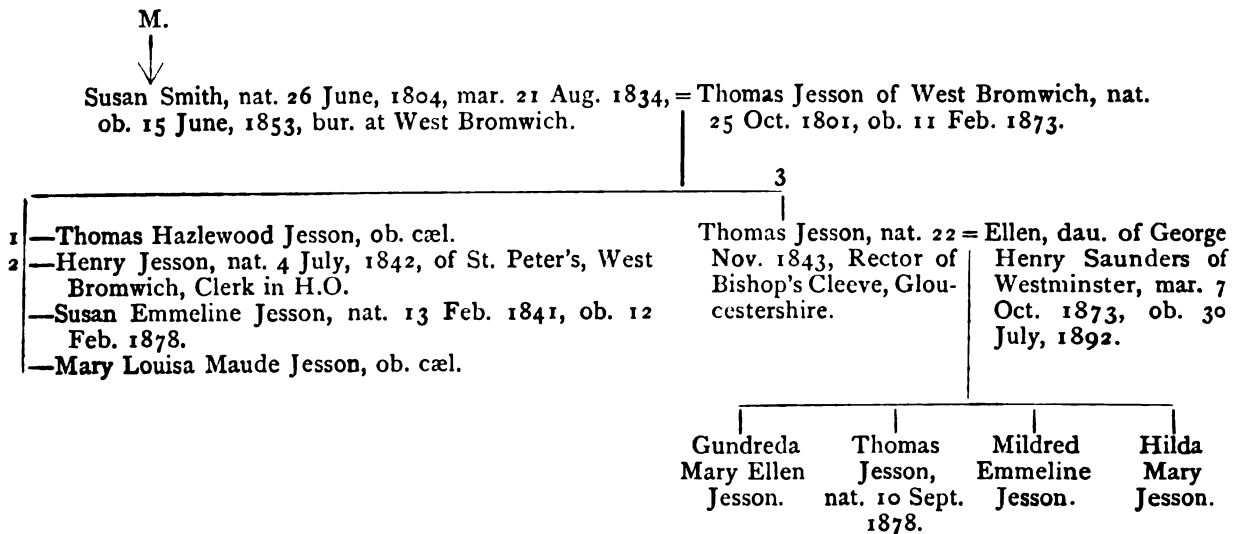 M.
Susan Smith, nat. 26 June, 1804, mar. 21 Aug. 1834, =
ob. 15 June, 1853, bur. at West Bromwich.
Thomas Jesson of West Bromwich, nat.
25 Oct. 1801, ob. 11 Feb. 1873.
3
1 —Thomas Hazlewood Jesson, ob. cæl.
2 —Henry Jesson, nat. 4 July, 1842, of St. Peter's, West
Bromwich, Clerk in H.O.
—Susan Emmeline Jesson, nat. 13 Feb. 1841, ob. 12
Feb. 1878.
—Mary Louisa Maude Jesson, ob. cæl.
Thomas Jesson, nat. 22 =
Nov. 1843, Rector of
Bishop's Cleeve, Glou-
cestershire.
Ellen, dau. of George
Henry Saunders of
Westminster, mar. 7
Oct. 1873, ob. 30
July, 1892.
Gundreda
Mary Ellen
Jesson.
Thomas
Jesson,
nat. 10 Sept.
1878.
Mildred
Emmeline
Jesson.
Hilda
Mary
Jesson.